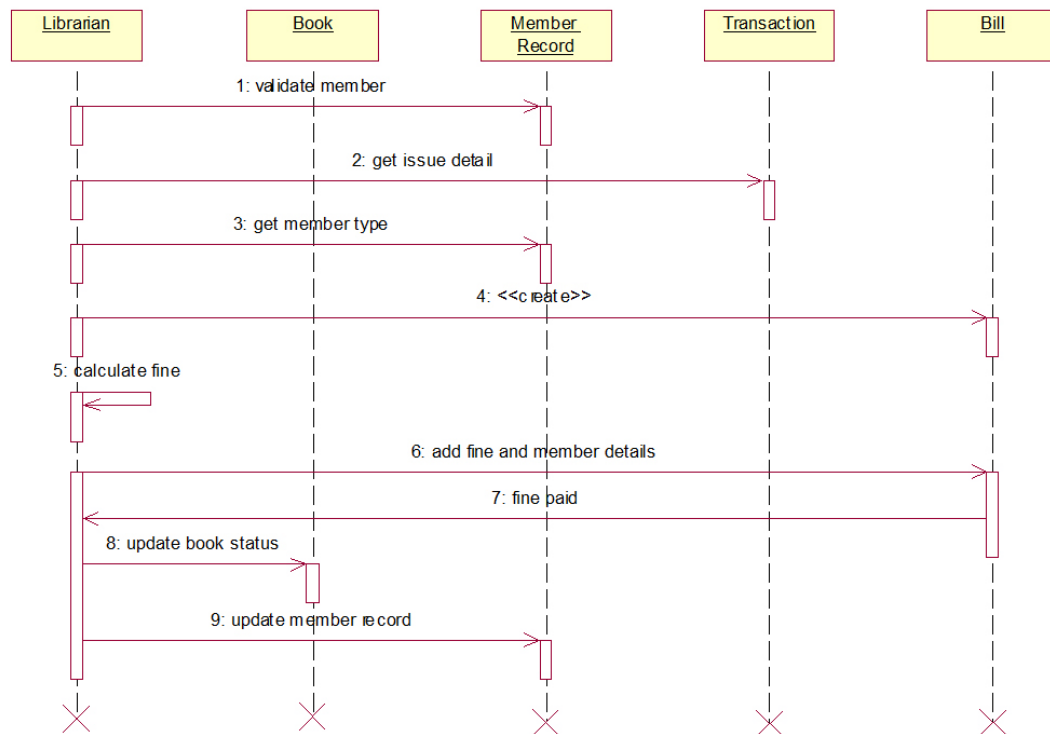 Librarian
Book
Member
Record
Transaction
Bill
1: validate member
2: get issue detail
3: get member type
4: <<create>>
5: calculate fine
6: add fine and member details
7: fine paid
8: update book status
9: update member record